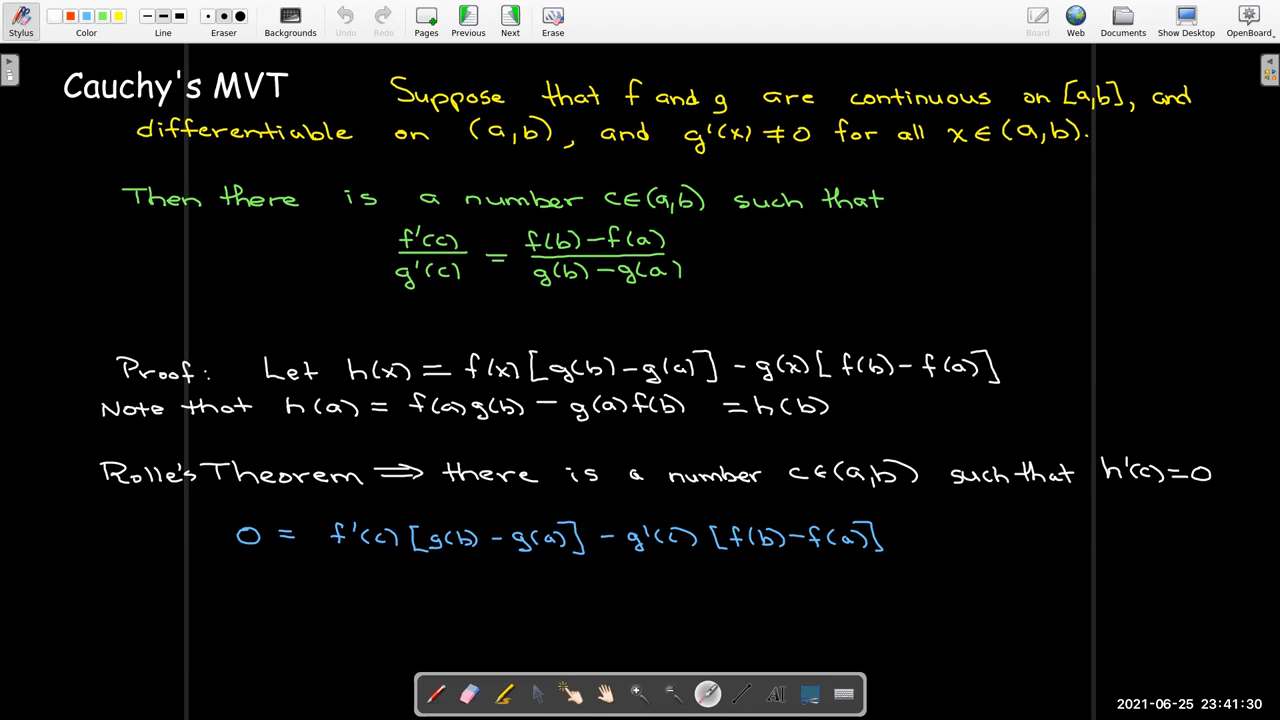 Stylus Color Line Eraser Backgrounds Undo Redo Pages Previous Next Erase Board Web Documents Show Desktop OpenBoard
Cauchy's MVT Suppose that f and g are continuous on [a,b], and
differentiable on (a,b), and g'(x) ≠ 0 for all x ∈ (a,b).
Then there is a number c ∈ (a,b) such that
f'(c)/g'(c) = f(b)-f(a)/g(b)-g(a)
Proof: Let h(x) = f(x)[g(b)-g(a)] - g(x)[f(b)-f(a)]
Note that h(a) = f(a)g(b) - g(a)f(b) = h(b)
Rolle's Theorem ⟹ there is a number c ∈ (a,b) such that h'(c)=0
0 = f'(c)[g(b)-g(a)] - g'(c)[f(b)-f(a)]
2021-06-25 23:41:30